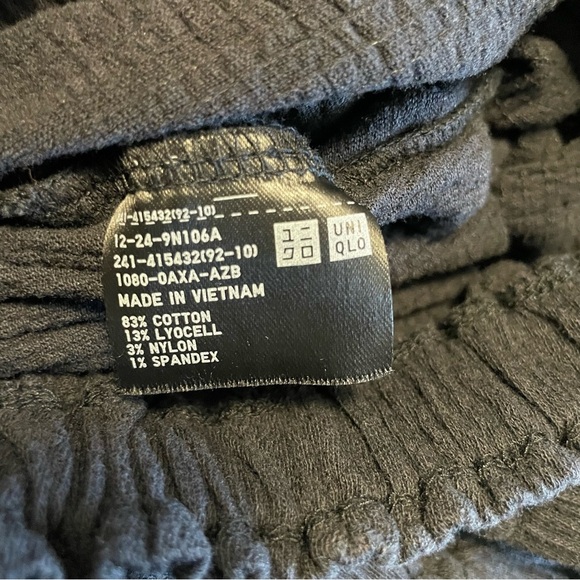 241-415432(92-10)
12-24-9N106A
241-415432(92-10)
1080-0AXA-AZB
MADE IN VIETNAM
83% COTTON
13% LYOCELL
3% NYLON
1% SPANDEX
ユニ
クロ
UNI
QLO